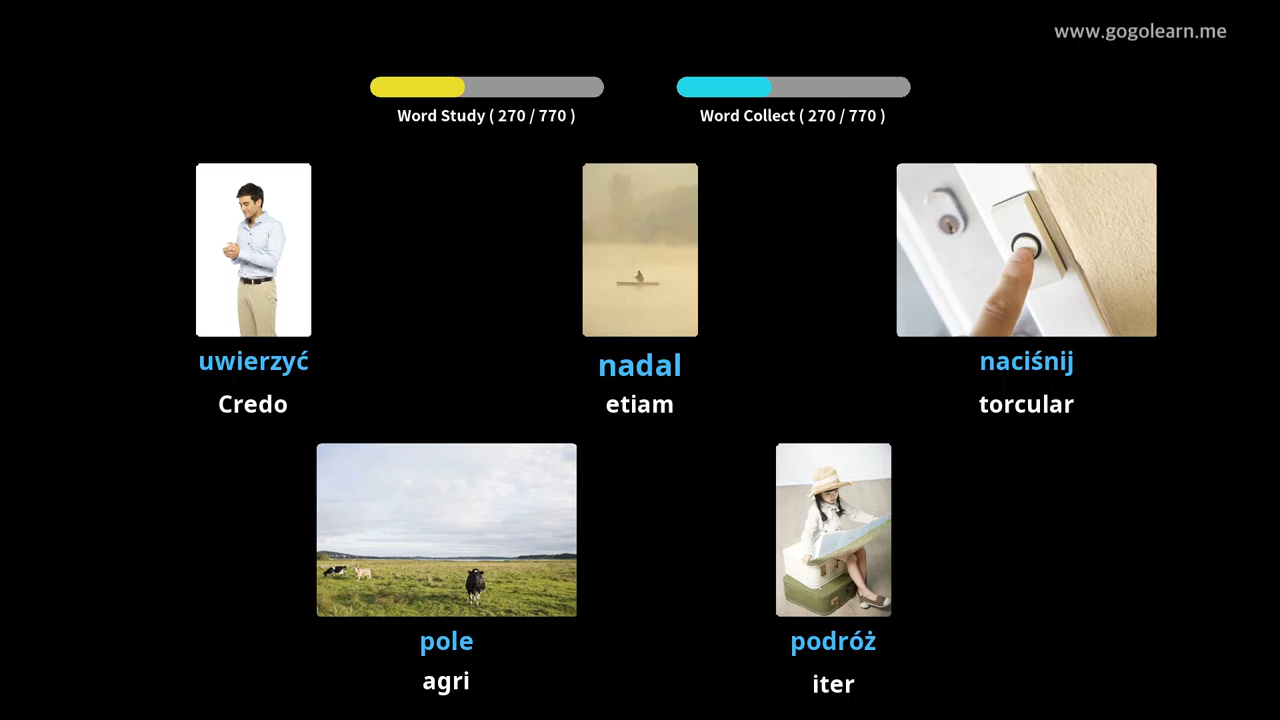 www.gogolearn.me
Word Study ( 270 / 770 )
Word Collect ( 270 / 770 )
uwierzyć
Credo
nadal
etiam
naciśnij
torcular
pole
agri
podróż
iter